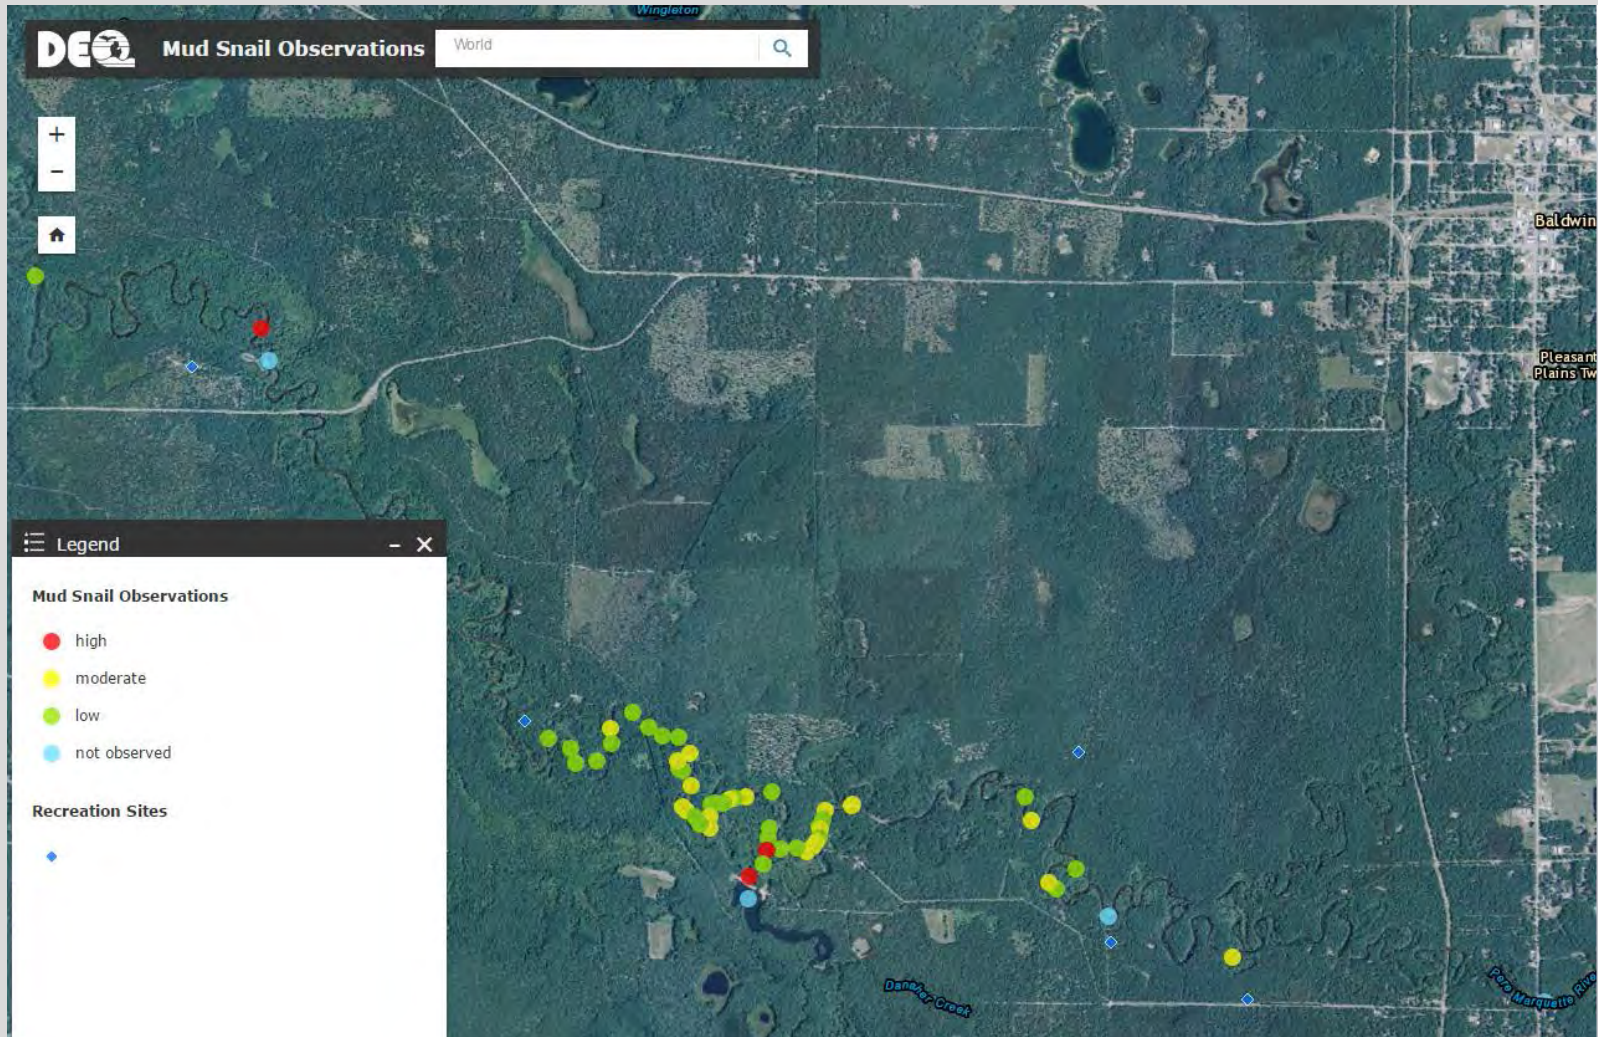 Wingleton
DEQ
Mud Snail Observations
World
+
−
Baldwin
Pleasant
Plains Tw
Legend
Mud Snail Observations
high
moderate
low
not observed
Recreation Sites
Danaher Creek
Pere Marquette Rive